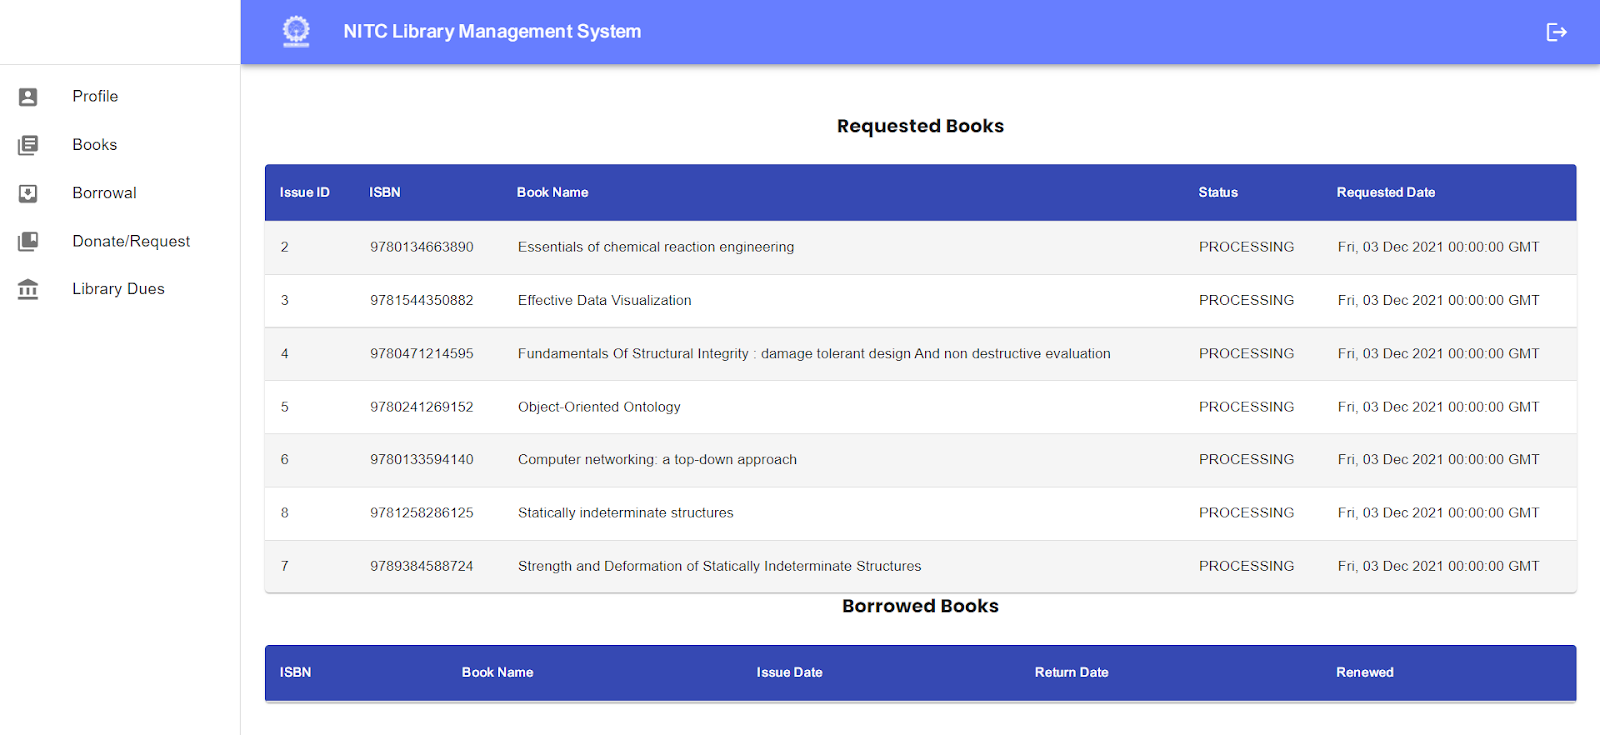 NITC Library Management System
Profile
Books
Borrowal
Donate/Request
Library Dues
Requested Books
Issue ID ISBN Book Name Status Requested Date
2 9780134663890 Essentials of chemical reaction engineering PROCESSING Fri, 03 Dec 2021 00:00:00 GMT
3 9781544350882 Effective Data Visualization PROCESSING Fri, 03 Dec 2021 00:00:00 GMT
4 9780471214595 Fundamentals Of Structural Integrity : damage tolerant design And non destructive evaluation PROCESSING Fri, 03 Dec 2021 00:00:00 GMT
5 9780241269152 Object-Oriented Ontology PROCESSING Fri, 03 Dec 2021 00:00:00 GMT
6 9780133594140 Computer networking: a top-down approach PROCESSING Fri, 03 Dec 2021 00:00:00 GMT
8 9781258286125 Statically indeterminate structures PROCESSING Fri, 03 Dec 2021 00:00:00 GMT
7 9789384588724 Strength and Deformation of Statically Indeterminate Structures PROCESSING Fri, 03 Dec 2021 00:00:00 GMT
Borrowed Books
ISBN Book Name Issue Date Return Date Renewed